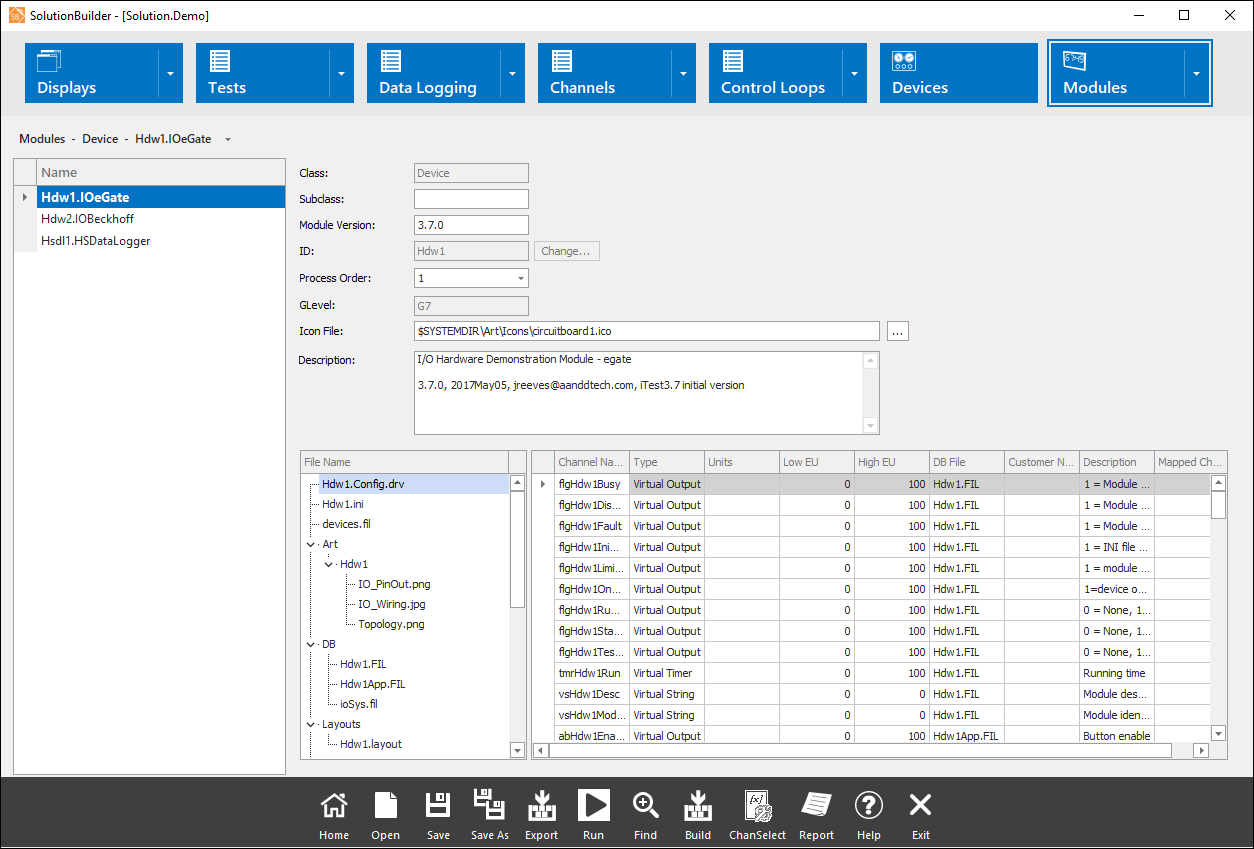 SolutionBuilder - [Solution.Demo]
Displays
Tests
Data Logging
Channels
Control Loops
Devices
Modules
Modules - Device - Hdw1.IOeGate
Name
Hdw1.IOeGate
Hdw2.IOBeckhoff
Hsdl1.HSDataLogger
Class: Device
Subclass:
Module Version: 3.7.0
ID: Hdw1 Change...
Process Order: 1
GLevel: G7
Icon File: $SYSTEMDIR\Art\Icons\circuitboard1.ico ...
Description: I/O Hardware Demonstration Module - egate
3.7.0, 2017May05, jreeves@aanddtech.com, iTest3.7 initial version
File Name
Hdw1.Config.drv
Hdw1.ini
devices.fil
Art
Hdw1
IO_PinOut.png
IO_Wiring.jpg
Topology.png
DB
Hdw1.FIL
Hdw1App.FIL
ioSys.fil
Layouts
Hdw1.layout
Channel Na... Type Units Low EU High EU DB File Customer N... Description Mapped Ch...
flgHdw1Busy Virtual Output 0 100 Hdw1.FIL 1 = Module ...
flgHdw1Dis... Virtual Output 0 100 Hdw1.FIL 1 = Module ...
flgHdw1Fault Virtual Output 0 100 Hdw1.FIL 1 = Module ...
flgHdw1Ini... Virtual Output 0 100 Hdw1.FIL 1 = INI file ...
flgHdw1Limi... Virtual Output 0 100 Hdw1.FIL 1 = module ...
flgHdw1On... Virtual Output 0 100 Hdw1.FIL 1=device o...
flgHdw1Ru... Virtual Output 0 100 Hdw1.FIL 0 = None, 1...
flgHdw1Sta... Virtual Output 0 100 Hdw1.FIL 0 = None, 1...
flgHdw1Tes... Virtual Output 0 100 Hdw1.FIL 0 = None, 1...
tmrHdw1Run Virtual Timer 0 100 Hdw1.FIL Running time
vsHdw1Desc Virtual String 0 0 Hdw1.FIL Module des...
vsHdw1Mod... Virtual String 0 0 Hdw1.FIL Module iden...
abHdw1Ena... Virtual Output 0 100 Hdw1App.FIL Button enable
Home
Open
Save
Save As
Export
Run
Find
Build
ChanSelect
Report
Help
Exit